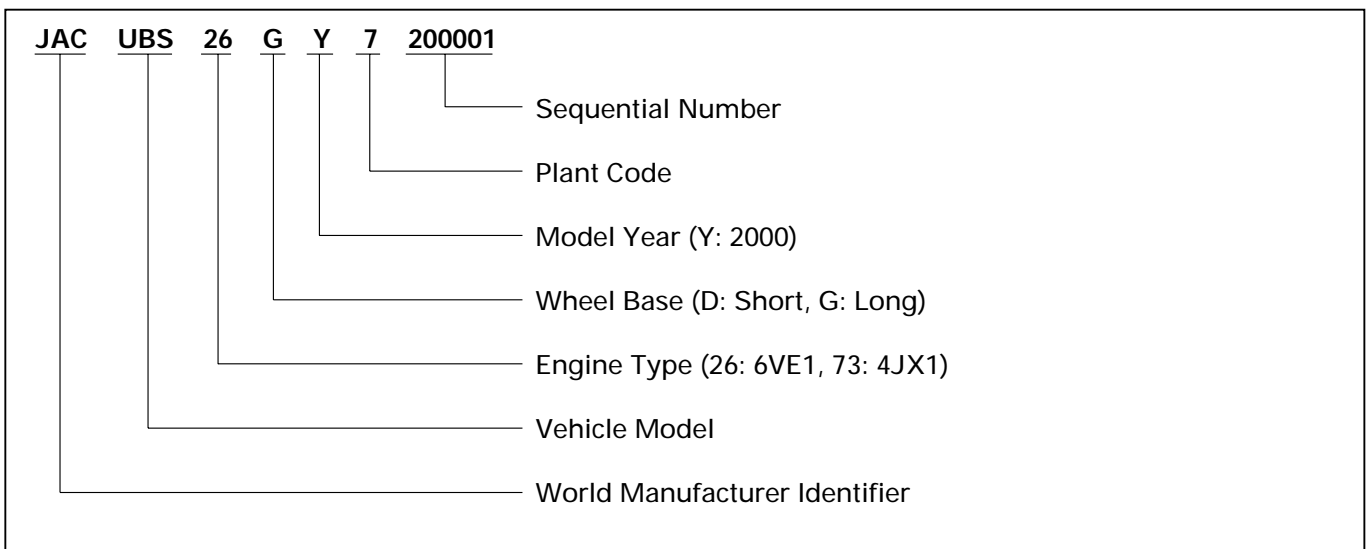 JAC UBS 26 G Y 7 200001
Sequential Number
Plant Code
Model Year (Y: 2000)
Wheel Base (D: Short, G: Long)
Engine Type (26: 6VE1, 73: 4JX1)
Vehicle Model
World Manufacturer Identifier